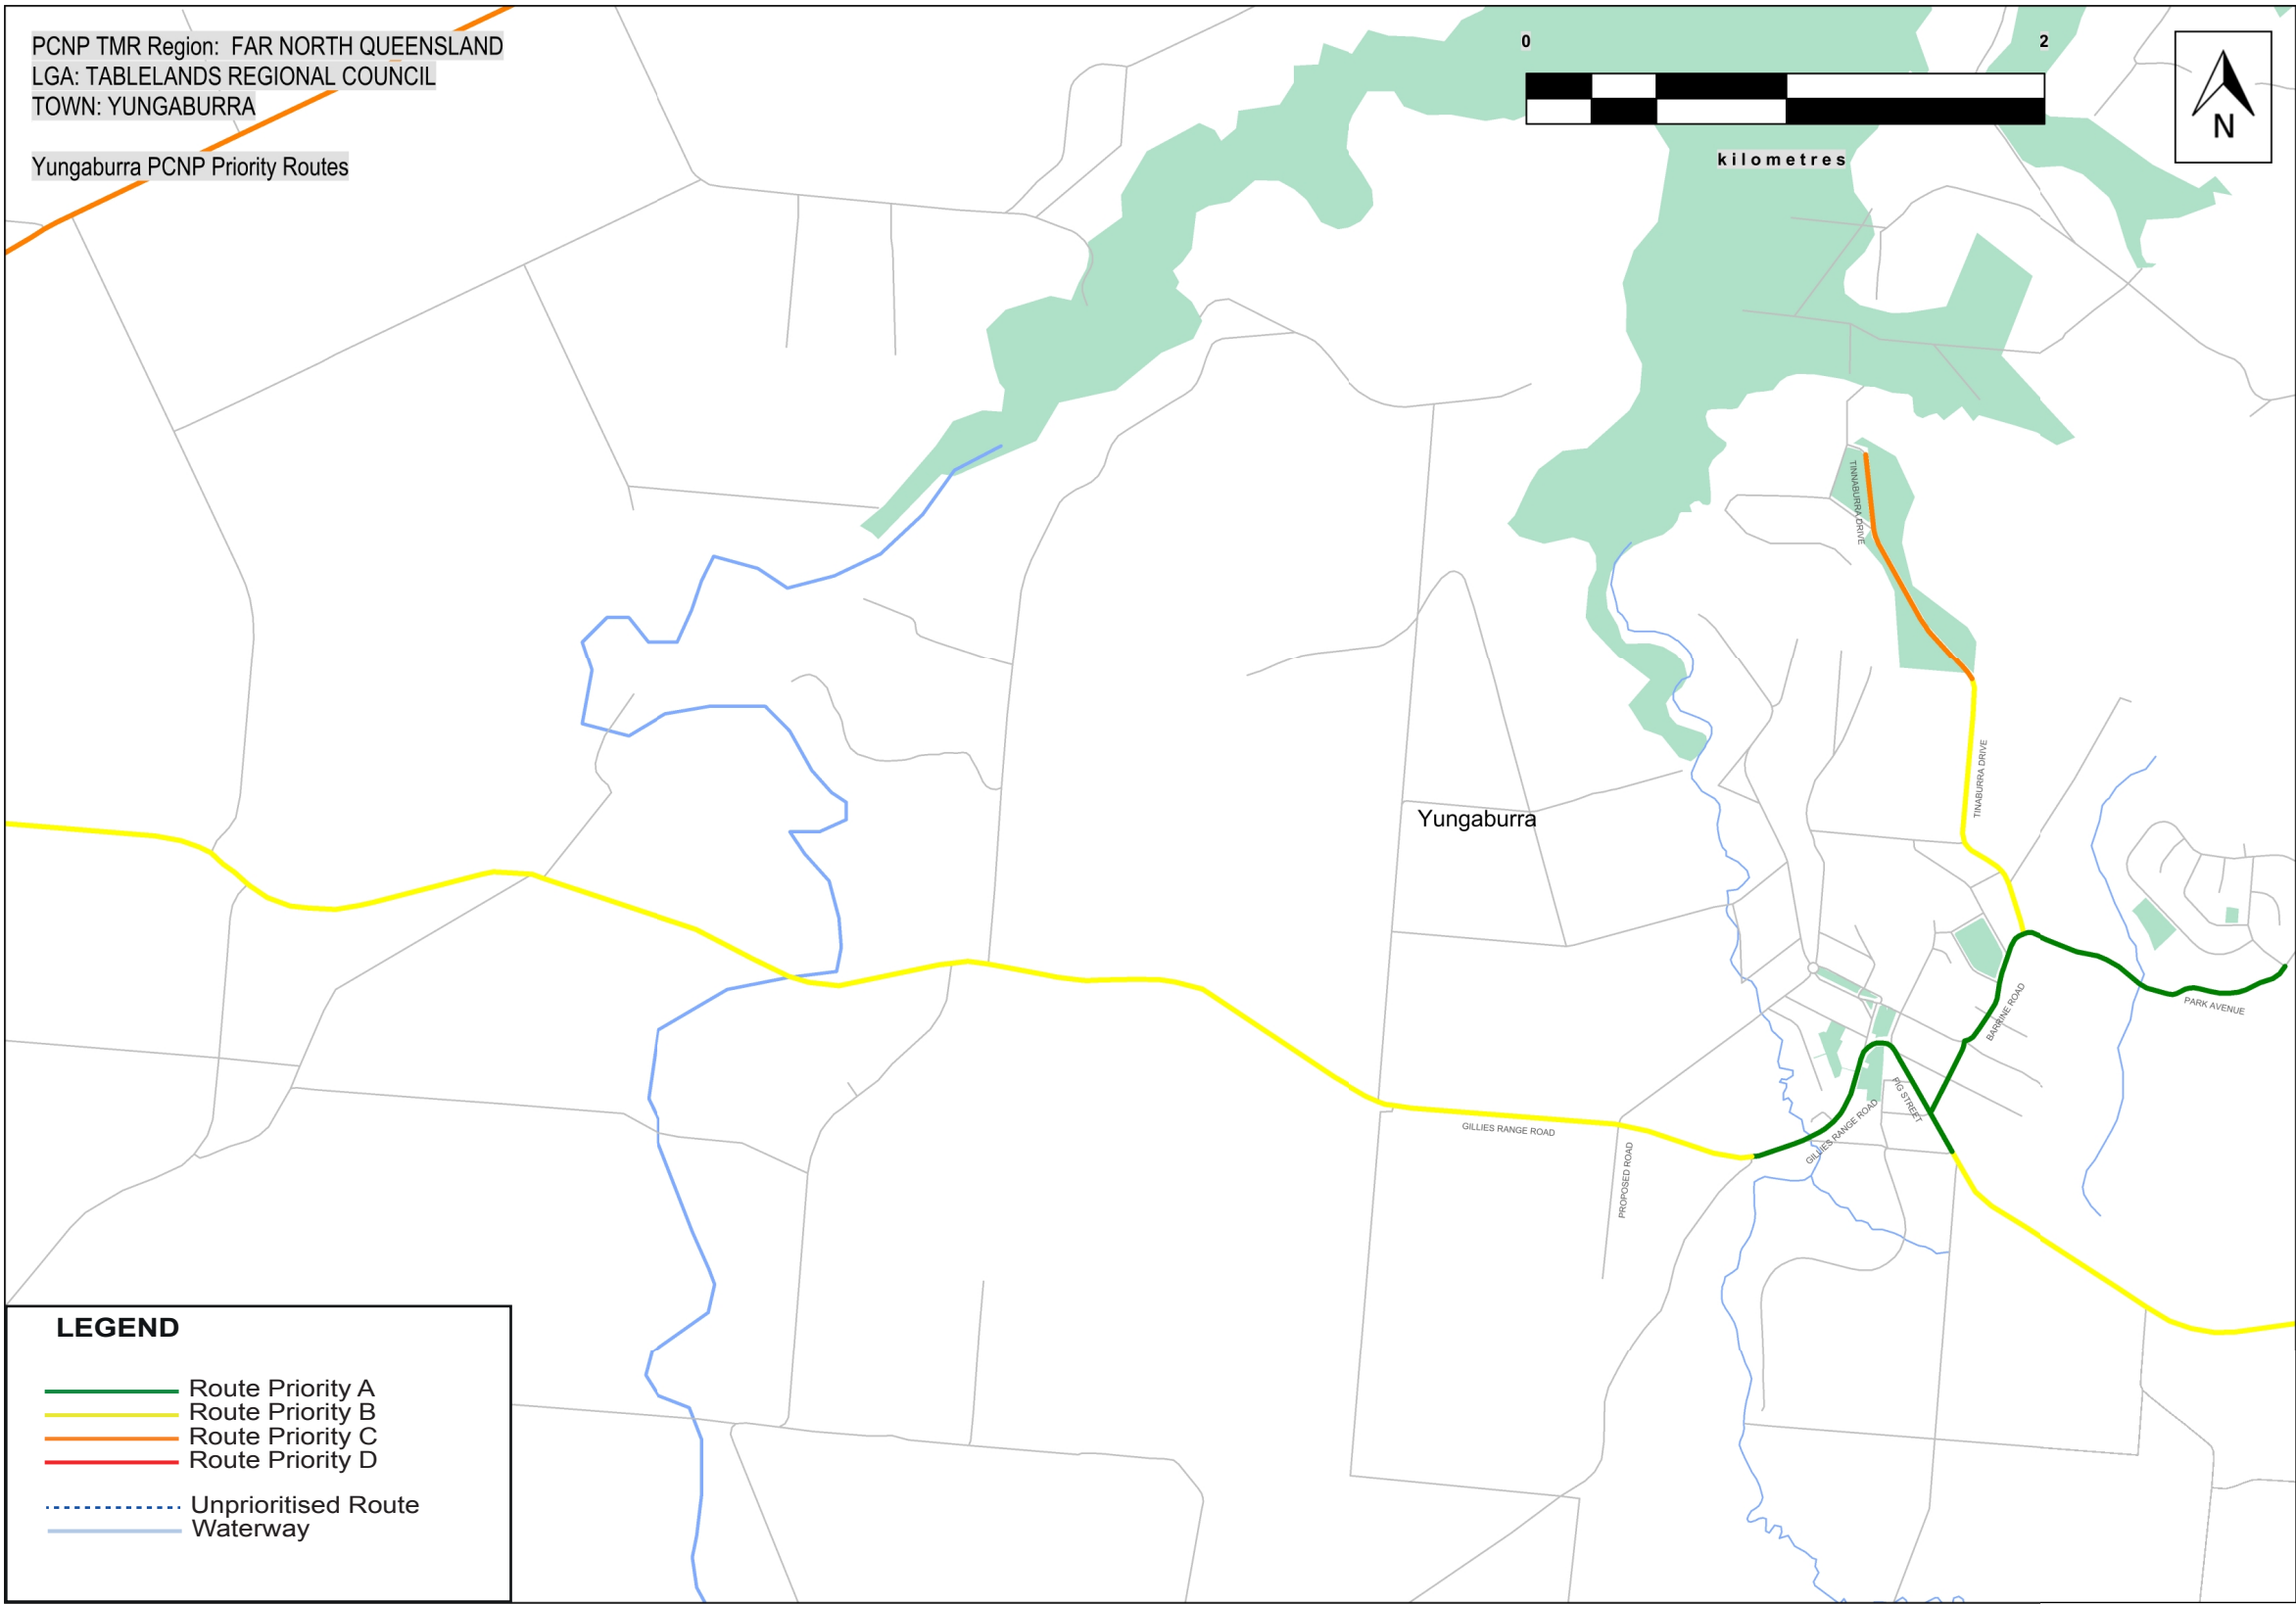 PCNP TMR Region: FAR NORTH QUEENSLAND
LGA: TABLELANDS REGIONAL COUNCIL
TOWN: YUNGABURRA
Yungaburra PCNP Priority Routes
0
2
kilometres
N
TINNABURRA DRIVE
TINABURRA DRIVE
Yungaburra
BARRINE ROAD
PARK AVENUE
PIG STREET
GILLIES RANGE ROAD
GILLIES RANGE ROAD
PROPOSED ROAD
LEGEND
Route Priority A
Route Priority B
Route Priority C
Route Priority D
Unprioritised Route
Waterway